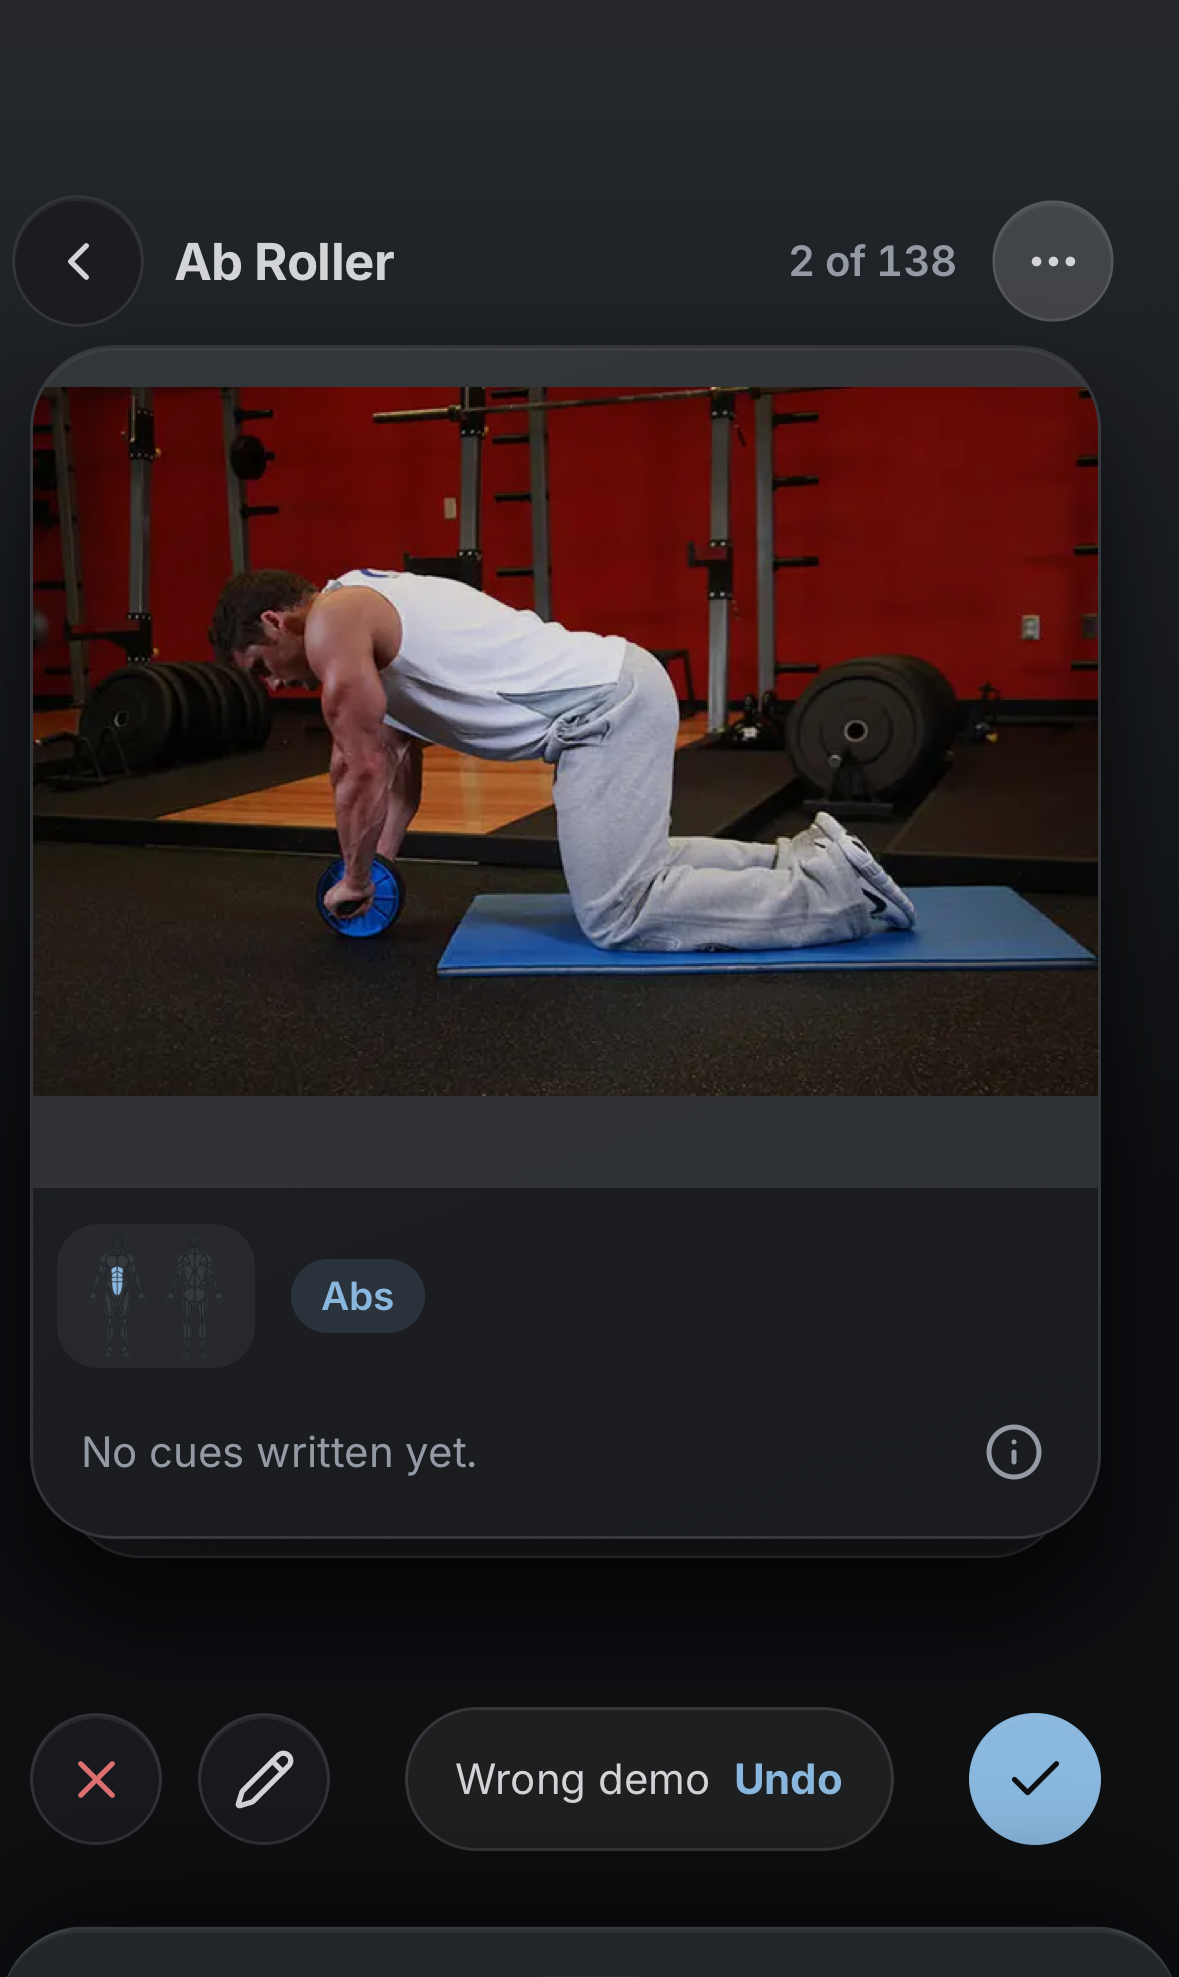 Ab Roller
2 of 138
Abs
No cues written yet.
Wrong demo Undo